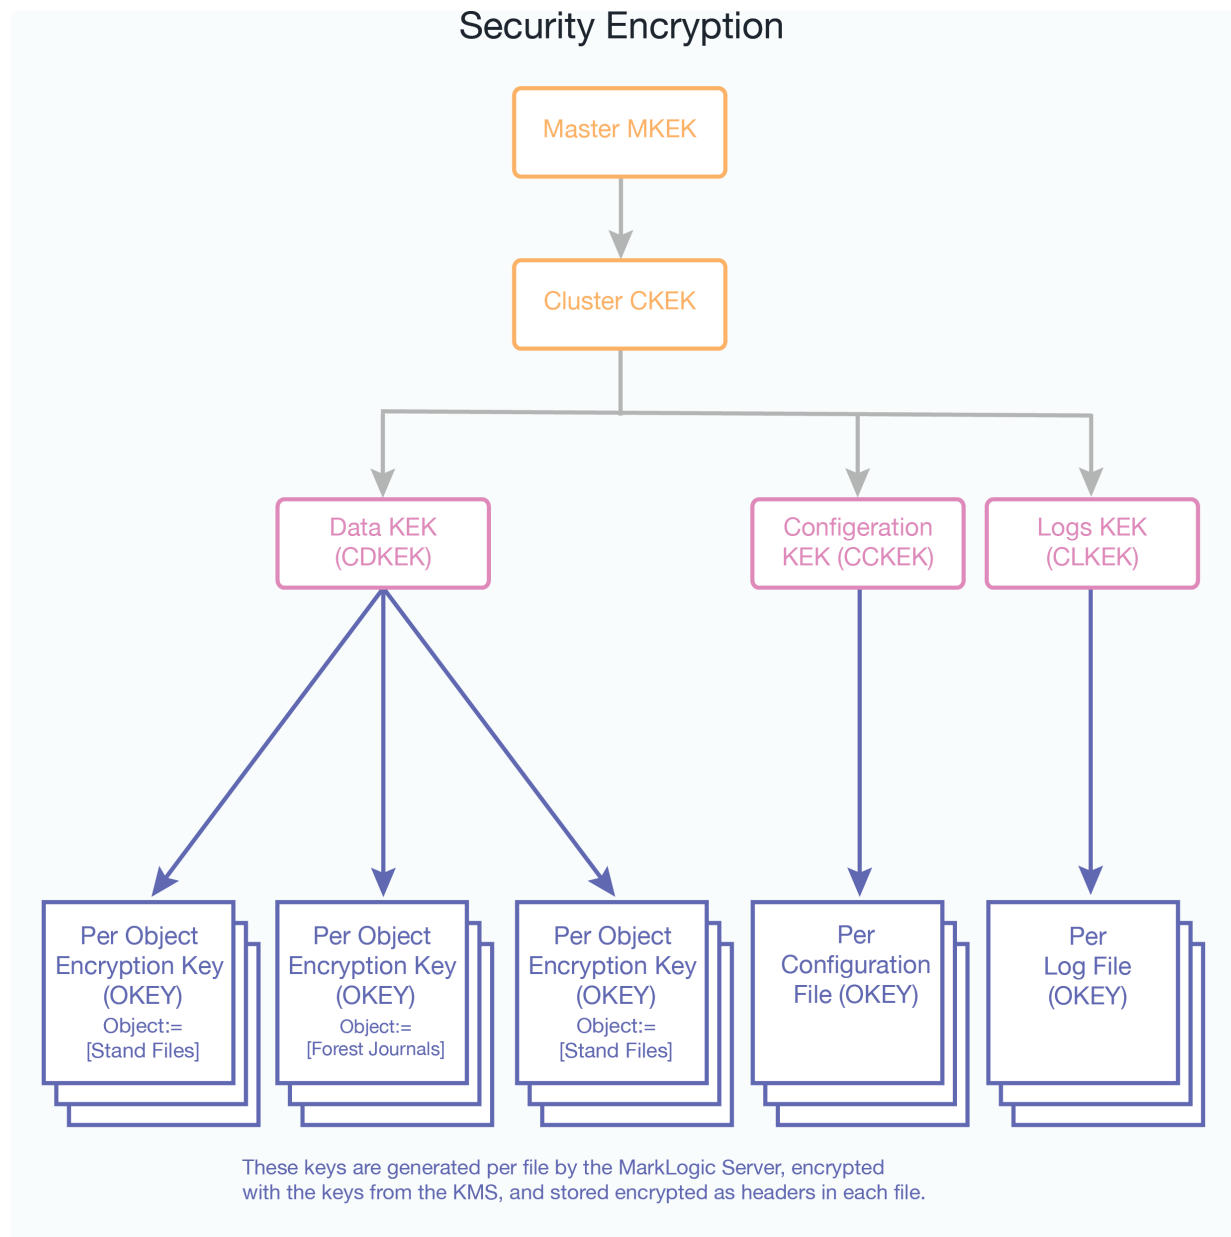 Security Encryption
Master MKEK
Cluster CKEK
Data KEK
(CDKEK)
Configeration
KEK (CCKEK)
Logs KEK
(CLKEK)
Per Object
Encryption Key
(OKEY)
Object:=
[Stand Files]
Per Object
Encryption Key
(OKEY)
Object:=
[Forest Journals]
Per Object
Encryption Key
(OKEY)
Object:=
[Stand Files]
Per
Configuration
File (OKEY)
Per
Log File
(OKEY)
These keys are generated per file by the MarkLogic Server, encrypted
with the keys from the KMS, and stored encrypted as headers in each file.